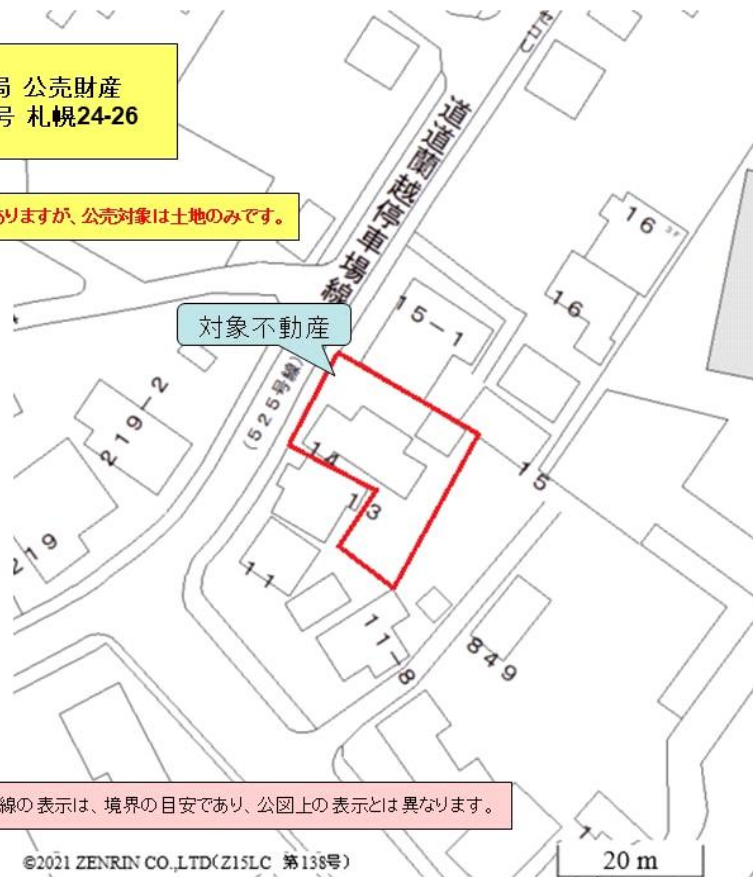 局 公売財産
号 札幌24-26
ありますが、公売対象は土地のみです。
道道蘭越停車場線
(525号線)
対象不動産
16
16
15-1
15
14
13
219-2
219
11
11-8
849
線の表示は、境界の目安であり、公図上の表示とは異なります。
©2021 ZENRIN CO.,LTD(Z15LC 第138号)
20 m